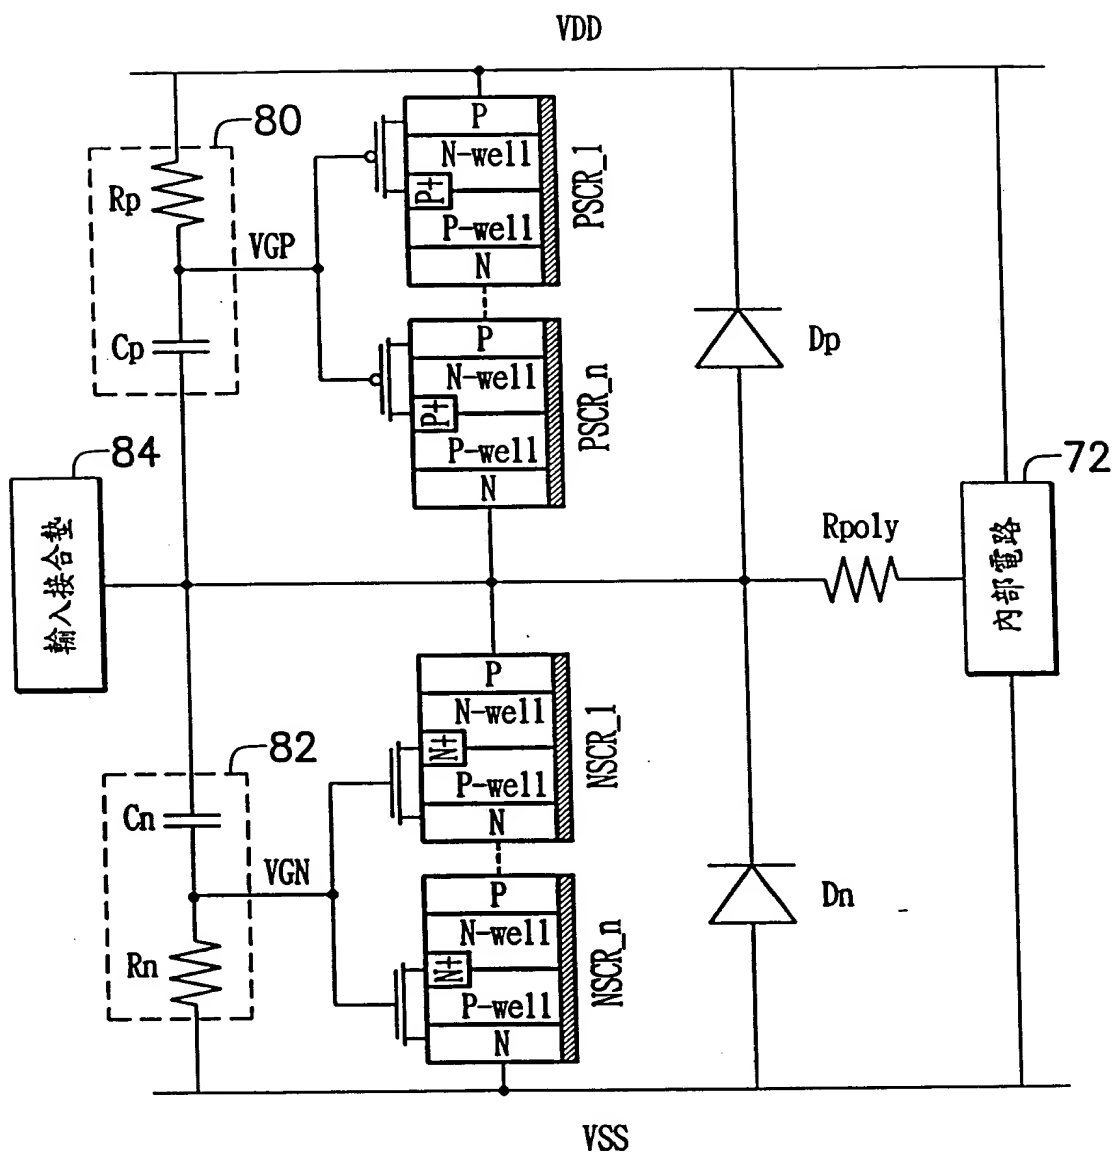 VDD
80
P
N-well
P+
P-well
N
PSCR_1
Rp
VGP
Cp
P
N-well
P+
P-well
N
PSCR_n
Dp
84
輸入接合墊
72
內部電路
Rpoly
P
N-well
N+
P-well
N
NSCR_1
82
Cn
VGN
Rn
P
N-well
N+
P-well
N
NSCR_n
Dn
VSS